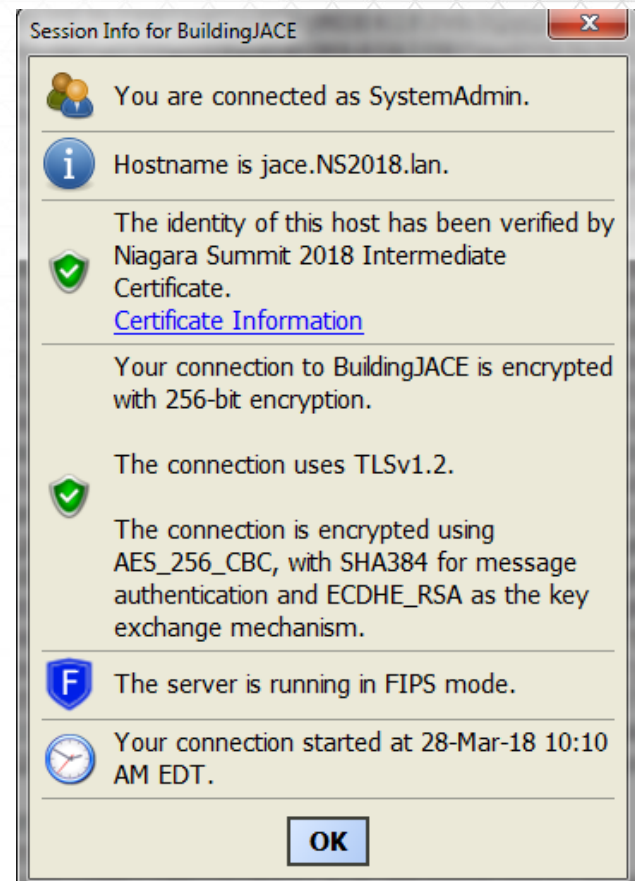 Session Info for BuildingJACE
x
You are connected as SystemAdmin.
i
Hostname is jace.NS2018.lan.
The identity of this host has been verified by
Niagara Summit 2018 Intermediate
Certificate.
Certificate Information
Your connection to BuildingJACE is encrypted
with 256-bit encryption.
The connection uses TLSv1.2.
The connection is encrypted using
AES_256_CBC, with SHA384 for message
authentication and ECDHE_RSA as the key
exchange mechanism.
F
The server is running in FIPS mode.
Your connection started at 28-Mar-18 10:10
AM EDT.
OK